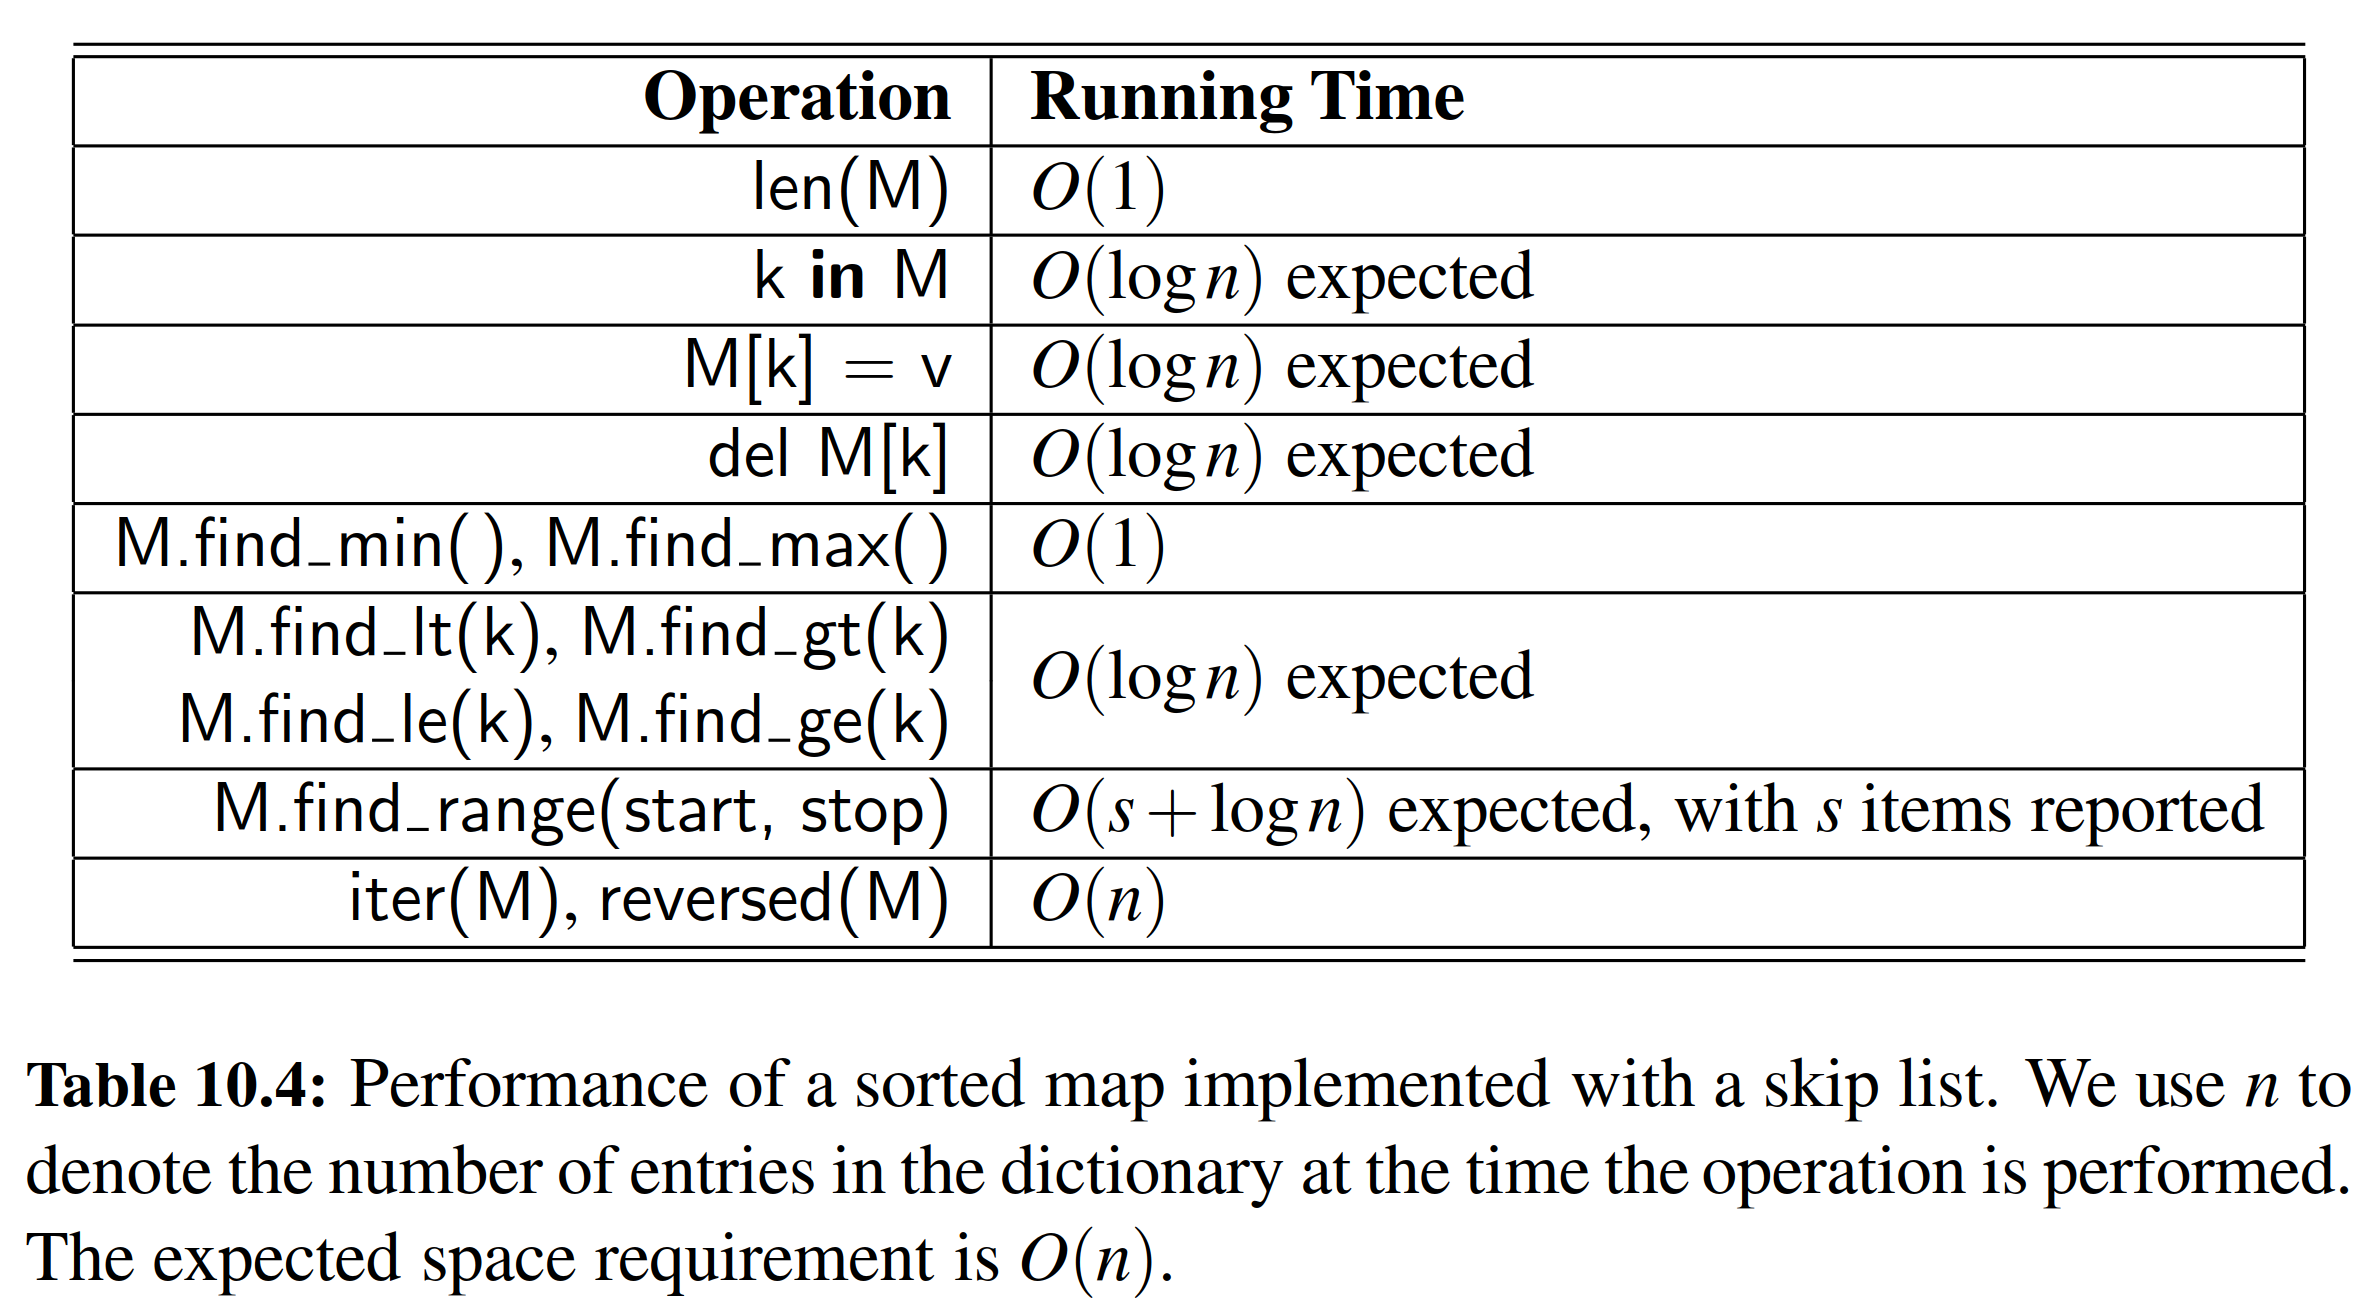 Operation Running Time
len(M) O(1)
k in M O(log n) expected
M[k] = v O(log n) expected
del M[k] O(log n) expected
M.find_min( ), M.find_max( ) O(1)
M.find_lt(k), M.find_gt(k)
M.find_le(k), M.find_ge(k) O(log n) expected
M.find_range(start, stop) O(s + log n) expected, with s items reported
iter(M), reversed(M) O(n)
Table 10.4: Performance of a sorted map implemented with a skip list. We use n to
denote the number of entries in the dictionary at the time the operation is performed.
The expected space requirement is O(n).